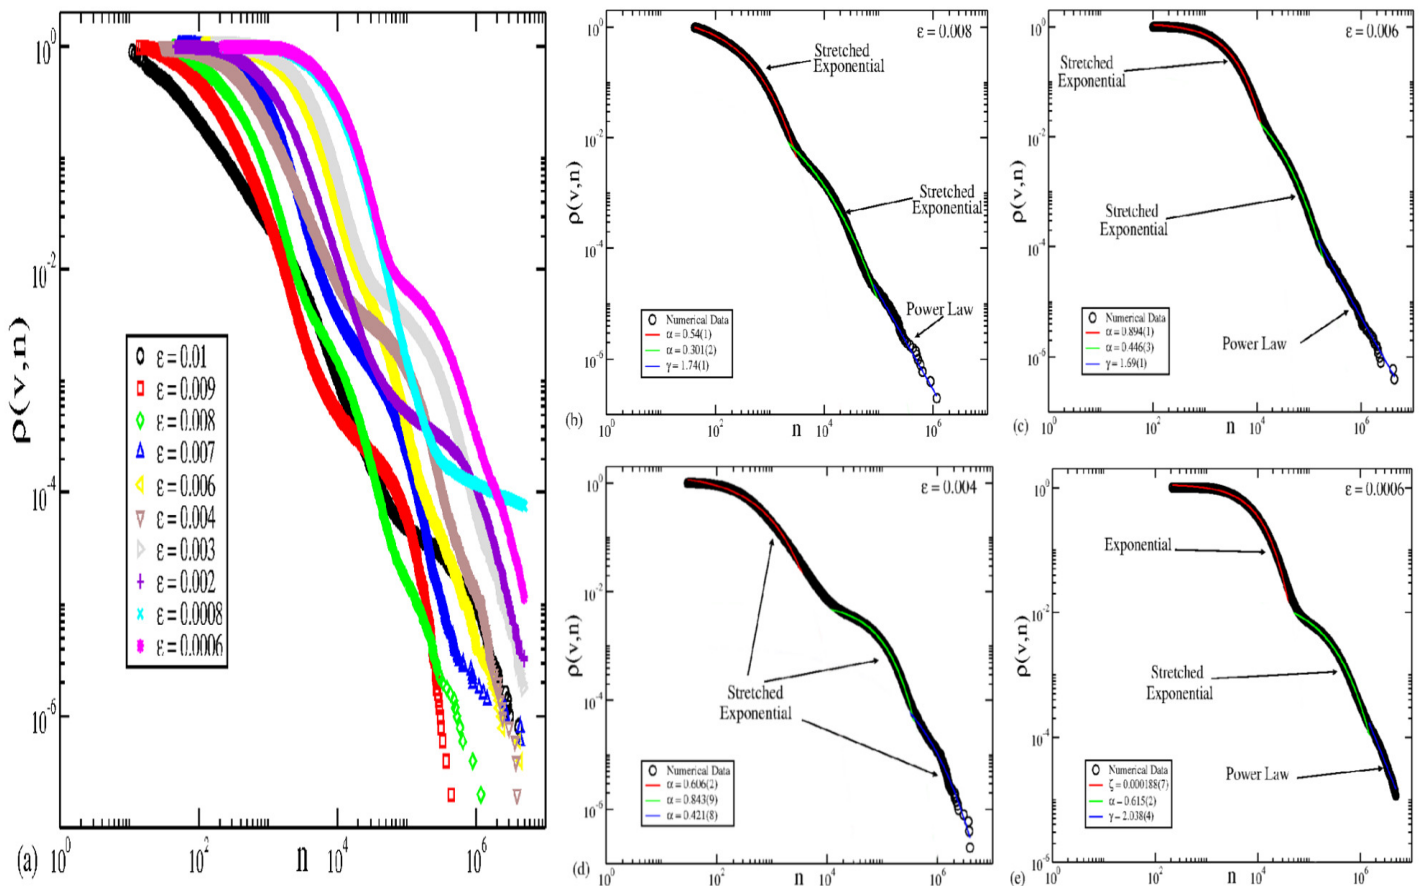 10^0
10^-2
10^-4
10^-6
ρ(v,n)
ε = 0.01
ε = 0.009
ε = 0.008
ε = 0.007
ε = 0.006
ε = 0.004
ε = 0.003
ε = 0.002
ε = 0.0008
ε = 0.0006
(a)
10^0 10^2 n 10^4 10^6
ε = 0.008
10^0
10^-2
10^-4
10^-6
ρ(v,n)
Stretched
Exponential
Stretched
Exponential
Power Law
Numerical Data
α = 0.54(1)
α = 0.301(2)
γ = 1.74(1)
(b)
10^0 10^2 n 10^4 10^6
ε = 0.006
10^0
10^-2
10^-4
10^-6
ρ(v,n)
Stretched
Exponential
Stretched
Exponential
Power Law
Numerical Data
α = 0.894(1)
α = 0.446(3)
γ = 1.69(1)
(c)
10^0 10^2 n 10^4 10^6
ε = 0.004
10^0
10^-2
10^-4
10^-6
ρ(v,n)
Stretched
Exponential
Numerical Data
α = 0.606(2)
α = 0.843(9)
α = 0.421(8)
(d)
10^0 10^2 n 10^4 10^6
ε = 0.0006
10^0
10^-2
10^-4
10^-5
10^-6
ρ(v,n)
Exponential
Stretched
Exponential
Power Law
Numerical Data
ζ = 0.000188(7)
α = 0.615(2)
γ = 2.038(4)
(e)
10^0 10^2 n 10^4 10^6